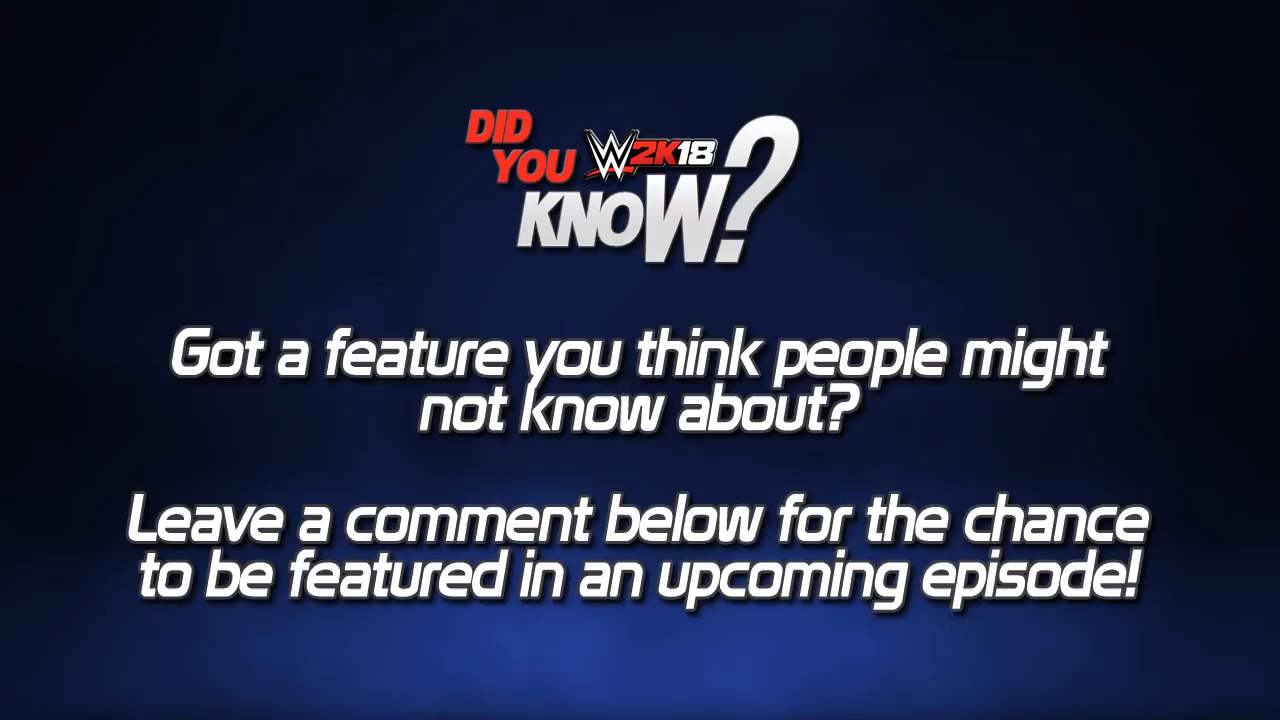 DID
YOU W 2K18
KNOW?
Got a feature you think people might
not know about?
Leave a comment below for the chance
to be featured in an upcoming episode!